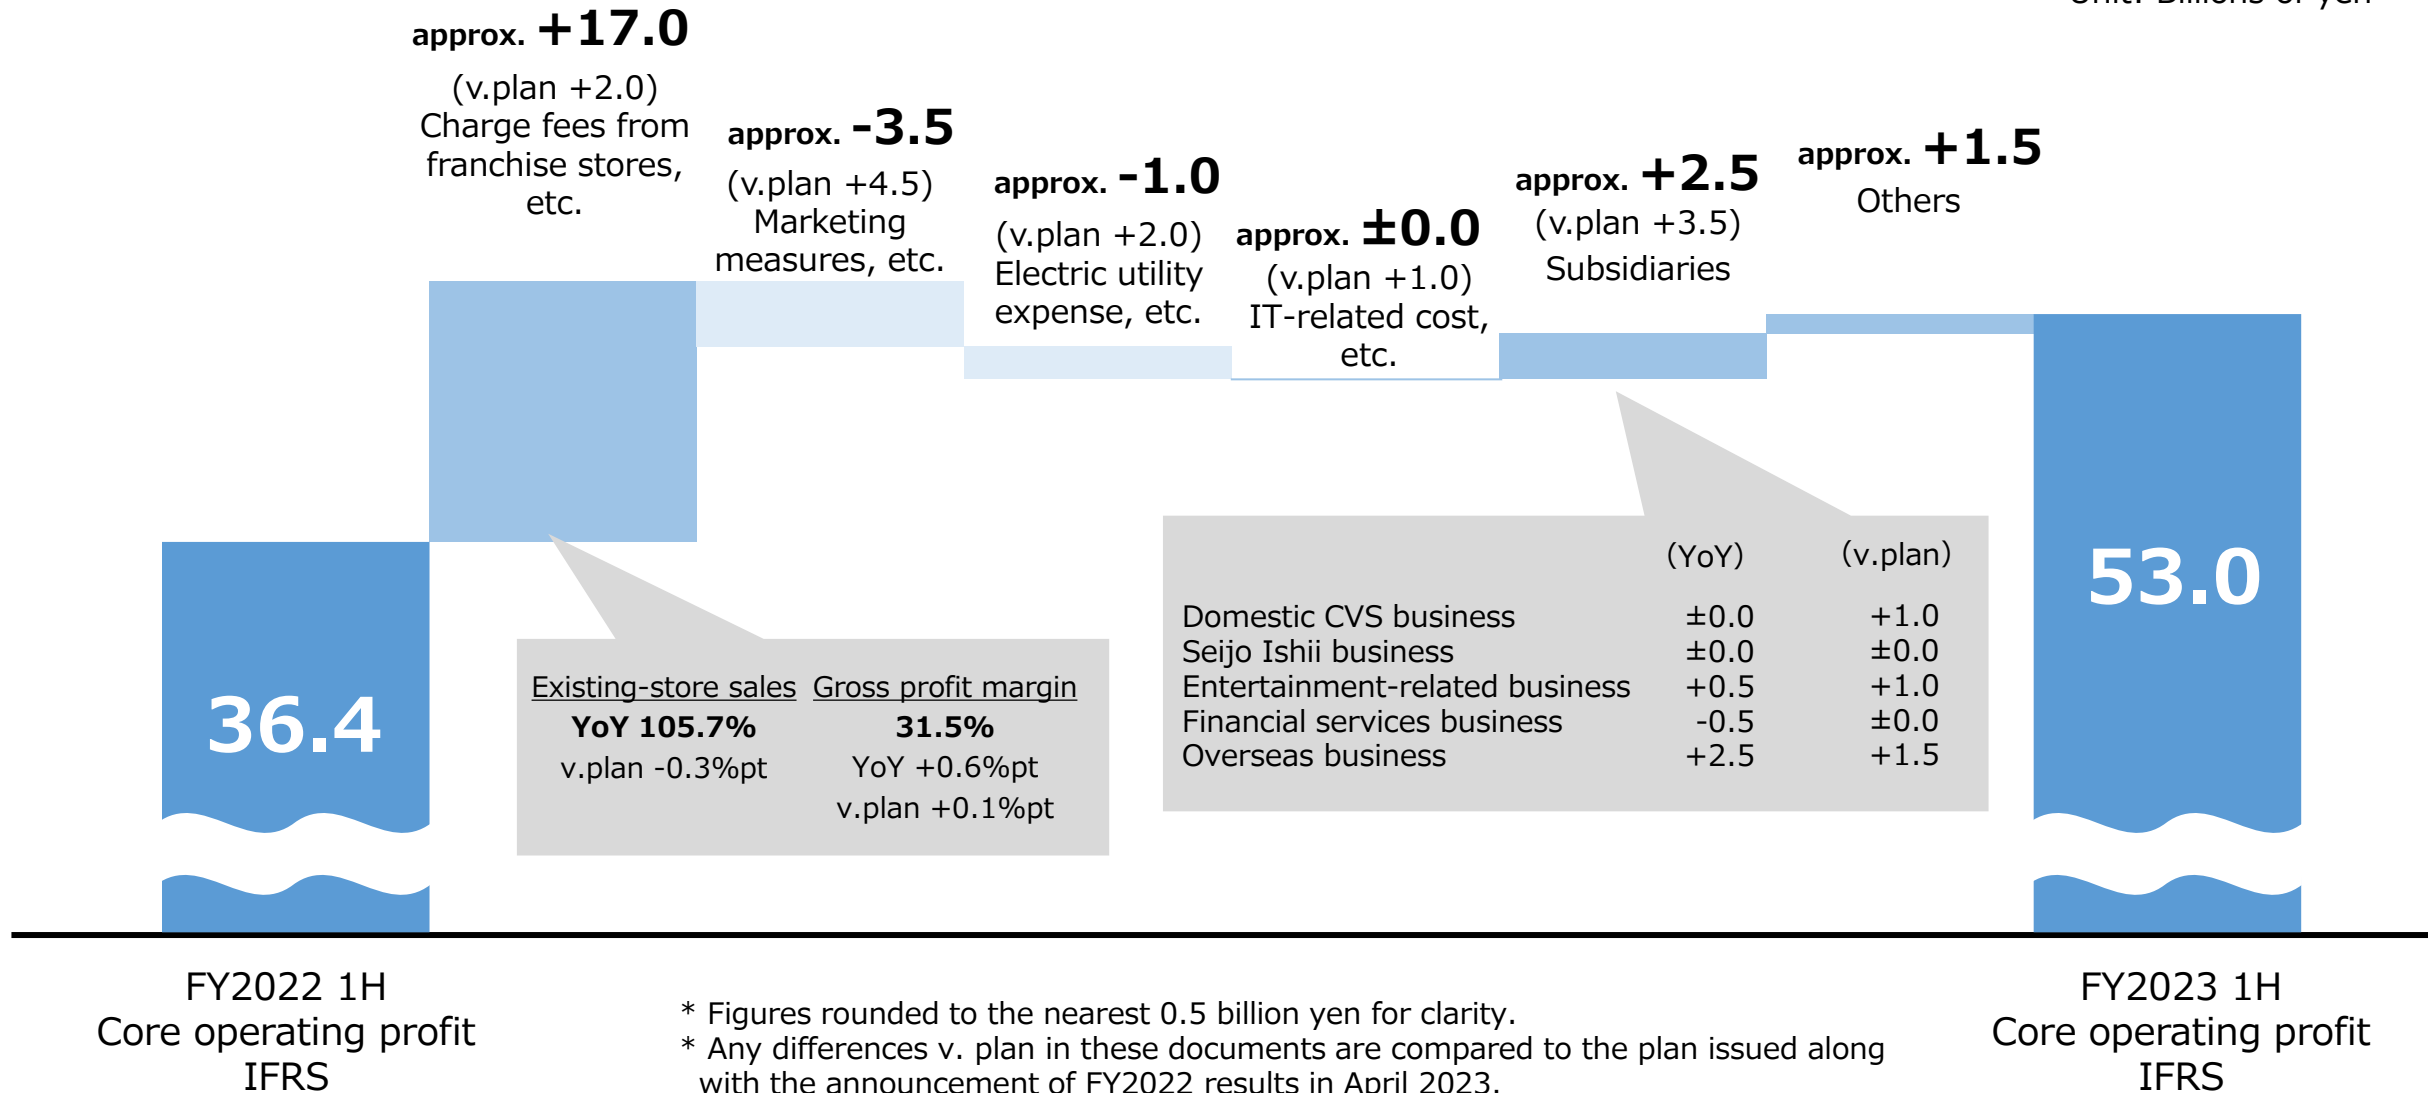 Unit: Billions of yen
approx. +17.0
(v.plan +2.0)
Charge fees from
franchise stores,
etc.
approx. -3.5
(v.plan +4.5)
Marketing
measures, etc.
approx. -1.0
(v.plan +2.0)
Electric utility
expense, etc.
approx. ±0.0
(v.plan +1.0)
IT-related cost,
etc.
approx. +2.5
(v.plan +3.5)
Subsidiaries
approx. +1.5
Others
36.4
Existing-store sales Gross profit margin
YoY 105.7% 31.5%
v.plan -0.3%pt YoY +0.6%pt
v.plan +0.1%pt
(YoY) (v.plan)
Domestic CVS business ±0.0 +1.0
Seijo Ishii business ±0.0 ±0.0
Entertainment-related business +0.5 +1.0
Financial services business -0.5 ±0.0
Overseas business +2.5 +1.5
53.0
FY2022 1H
Core operating profit
IFRS
* Figures rounded to the nearest 0.5 billion yen for clarity.
* Any differences v. plan in these documents are compared to the plan issued along
with the announcement of FY2022 results in April 2023.
FY2023 1H
Core operating profit
IFRS